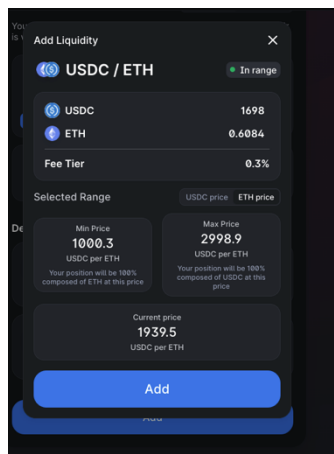 You
is v
Add Liquidity
USDC / ETH
In range
USDC 1698
ETH 0.6084
Fee Tier 0.3%
Selected Range USDC price ETH price
De
Min Price
1000.3
USDC per ETH
Your position will be 100%
composed of ETH at this price
Max Price
2998.9
USDC per ETH
Your position will be 100%
composed of USDC at this
price
Current price
1939.5
USDC per ETH
Add